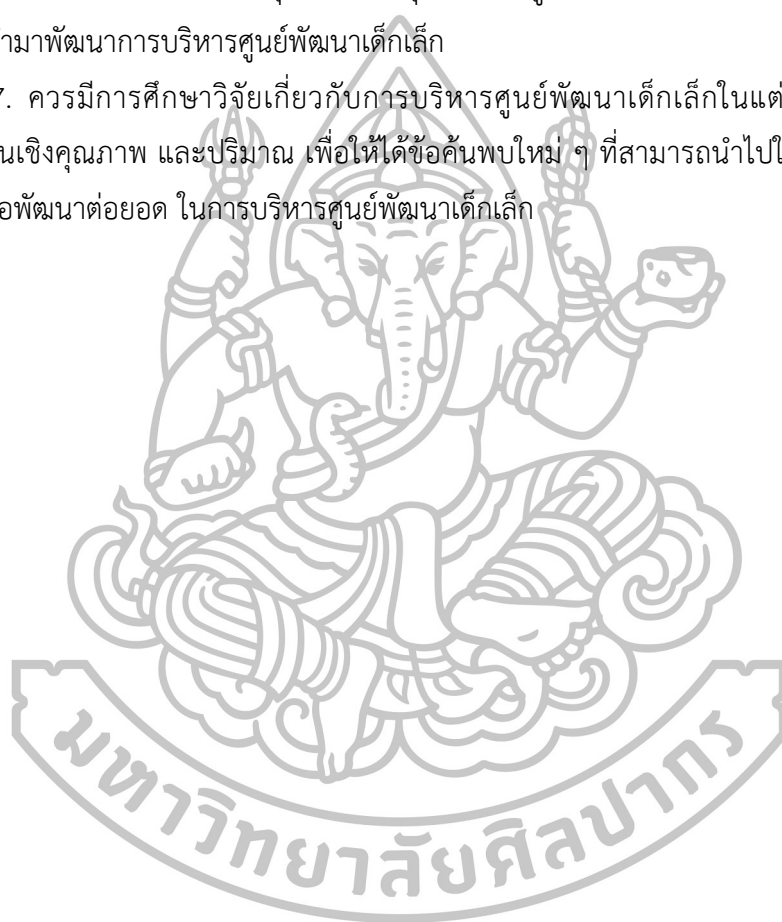 มาพัฒนาการบริหารศูนย์พัฒนาเด็กเล็ก
7. ควรมีการศึกษาวิจัยเกี่ยวกับการบริหารศูนย์พัฒนาเด็กเล็กในแต่
นเชิงคุณภาพ และปริมาณ เพื่อให้ได้ข้อค้นพบใหม่ ๆ ที่สามารถนำไปใ
อพัฒนาต่อยอด ในการบริหารศูนย์พัฒนาเด็กเล็ก
มหาวิทยาลัยศิลปากร